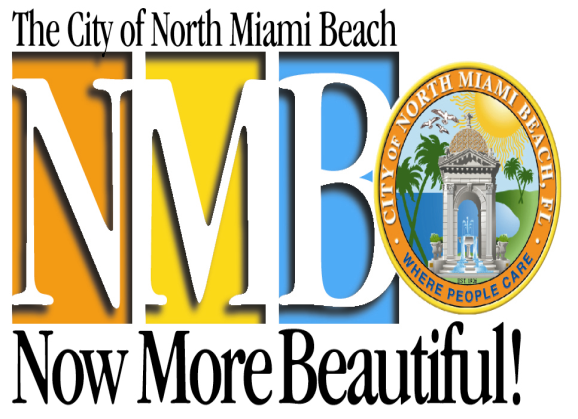 The City of North Miami Beach
NMB
CITY OF NORTH MIAMI BEACH, FL
WHERE PEOPLE CARE
Now More Beautiful!